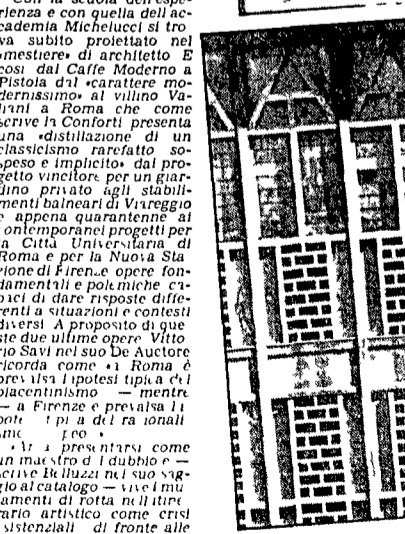 Con la scuola dell'espe-
rienza e con quella dell'ac-
cademia Michelucci si tro
va subito proiettato nel
«mestiere» di architetto E
così dal Caffe Moderno a
Pistoia dal «carattere mo-
dernissimo» al villino Va-
liani a Roma che come
scrive la Conforti presenta
una «distillazione di un
classicismo rarefatto so-
speso e implicito» dal pro-
getto vincitore per un giar-
dino privato agli stabili-
menti balneari di Viareggio
e appena quarantenne ai
contemporanei progetti per
la Città Universitaria di
Roma e per la Nuova Sta
zione di Firenze opere fon-
damentali e polemiche ca-
paci di dare risposte diffe-
renti a situazioni e contesti
diversi A proposito di que
ste due ultime opere Vitto
rio Savi nel suo De Auctore
ricorda come «a Roma è
prevalsa l ipotesi tipica del
piacentinismo — mentre
— a Firenze è prevalsa
del
presentarsi come
un maestro d l dubbio e —
scrive Belluzzi nel suo sag-
gio al catalogo — vive i mu
tamenti di rotta nell itine
rario artistico come crisi
esistenziali di fronte alle